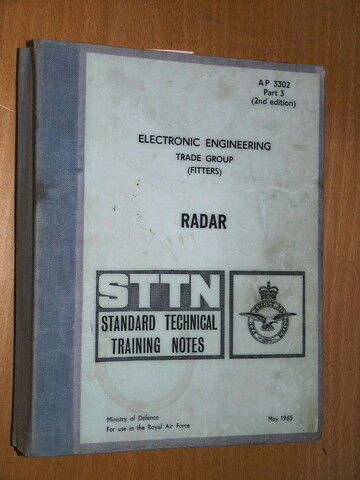 AP 3302
Part 3
(2nd edition)
ELECTRONIC ENGINEERING
TRADE GROUP
(FITTERS)
RADAR
STTN
STANDARD TECHNICAL
TRAINING NOTES
Ministry of Defence
For use in the Royal Air Force
May 1965